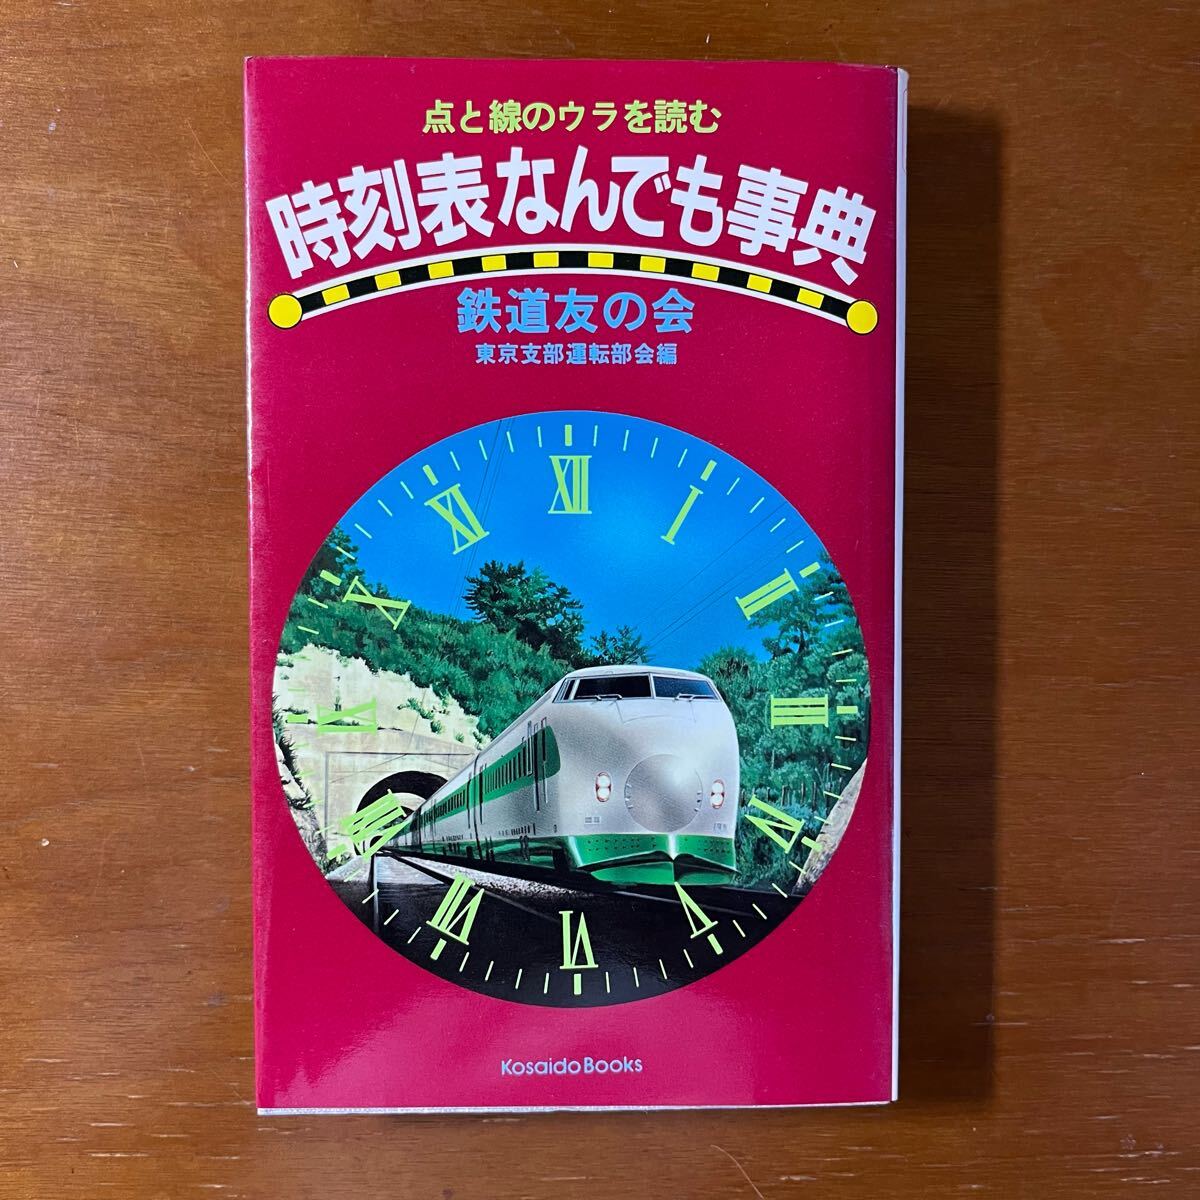 点と線のウラを読む
時刻表なんでも事典
鉄道友の会
東京支部運転部会編
XII
I
II
III
IV
V
VI
VII
VIII
IX
X
XI
Kosaido Books